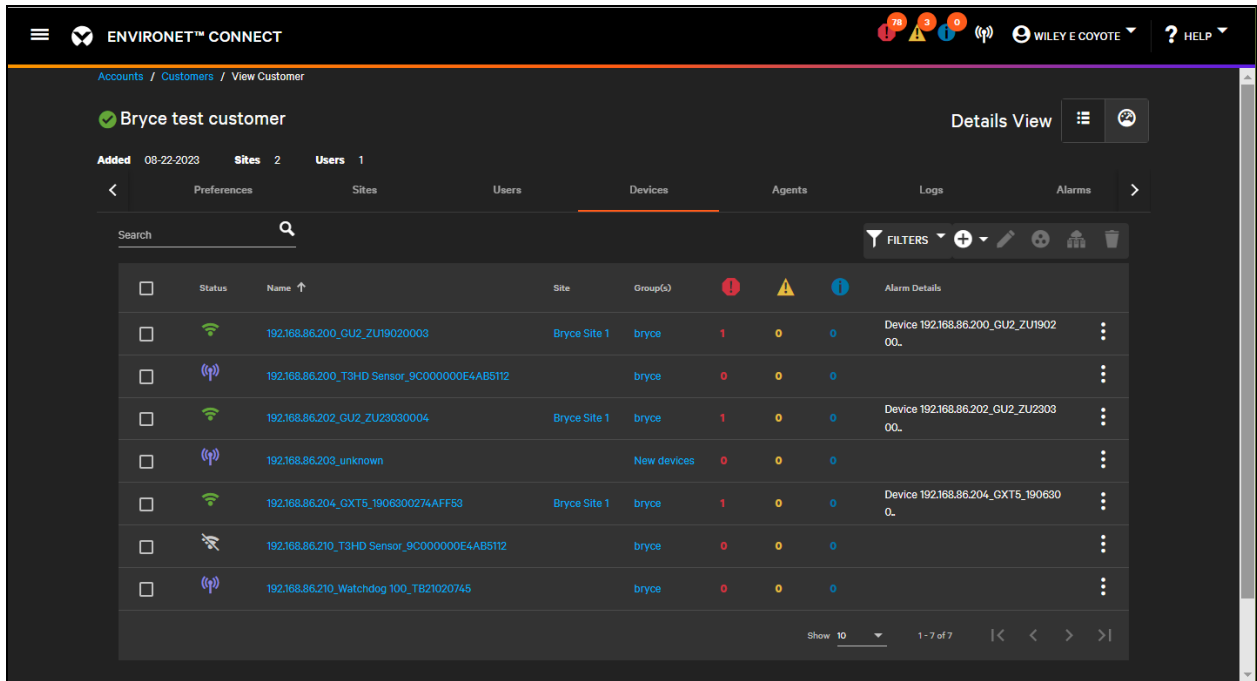 78 3 0
ENVIRONET™ CONNECT WILEY E COYOTE ? HELP
Accounts / Customers / View Customer
Bryce test customer Details View
Added 08-22-2023 Sites 2 Users 1
Preferences Sites Users Devices Agents Logs Alarms
Search FILTERS
Status Name ↑ Site Group(s) Alarm Details
192.168.86.200_GU2_ZU19020003 Bryce Site 1 bryce 1 0 0 Device 192.168.86.200_GU2_ZU1902
00..
192.168.86.200_T3HD Sensor_9C000000E4AB5112 bryce 0 0 0
192.168.86.202_GU2_ZU23030004 Bryce Site 1 bryce 1 0 0 Device 192.168.86.202_GU2_ZU2303
00..
192.168.86.203_unknown New devices 0 0 0
192.168.86.204_GXT5_1906300274AFF53 Bryce Site 1 bryce 1 0 0 Device 192.168.86.204_GXT5_190630
0..
192.168.86.210_T3HD Sensor_9C000000E4AB5112 bryce 0 0 0
192.168.86.210_Watchdog 100_TB21020745 bryce 0 0 0
Show 10 1 - 7 of 7